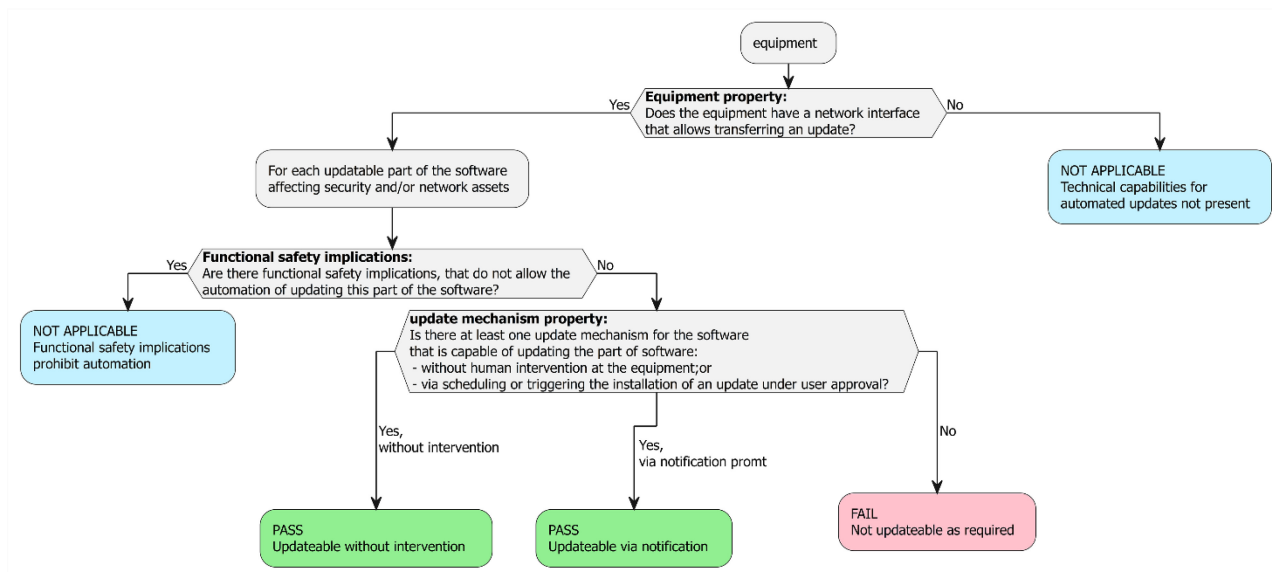 equipment
Equipment property:
Does the equipment have a network interface
that allows transferring an update?
Yes
No
For each updatable part of the software
affecting security and/or network assets
NOT APPLICABLE
Technical capabilities for
automated updates not present
Functional safety implications:
Are there functional safety implications, that do not allow the
automation of updating this part of the software?
Yes
No
NOT APPLICABLE
Functional safety implications
prohibit automation
update mechanism property:
Is there at least one update mechanism for the software
that is capable of updating the part of software:
- without human intervention at the equipment;or
- via scheduling or triggering the installation of an update under user approval?
Yes,
without intervention
Yes,
via notification promt
No
PASS
Updateable without intervention
PASS
Updateable via notification
FAIL
Not updateable as required